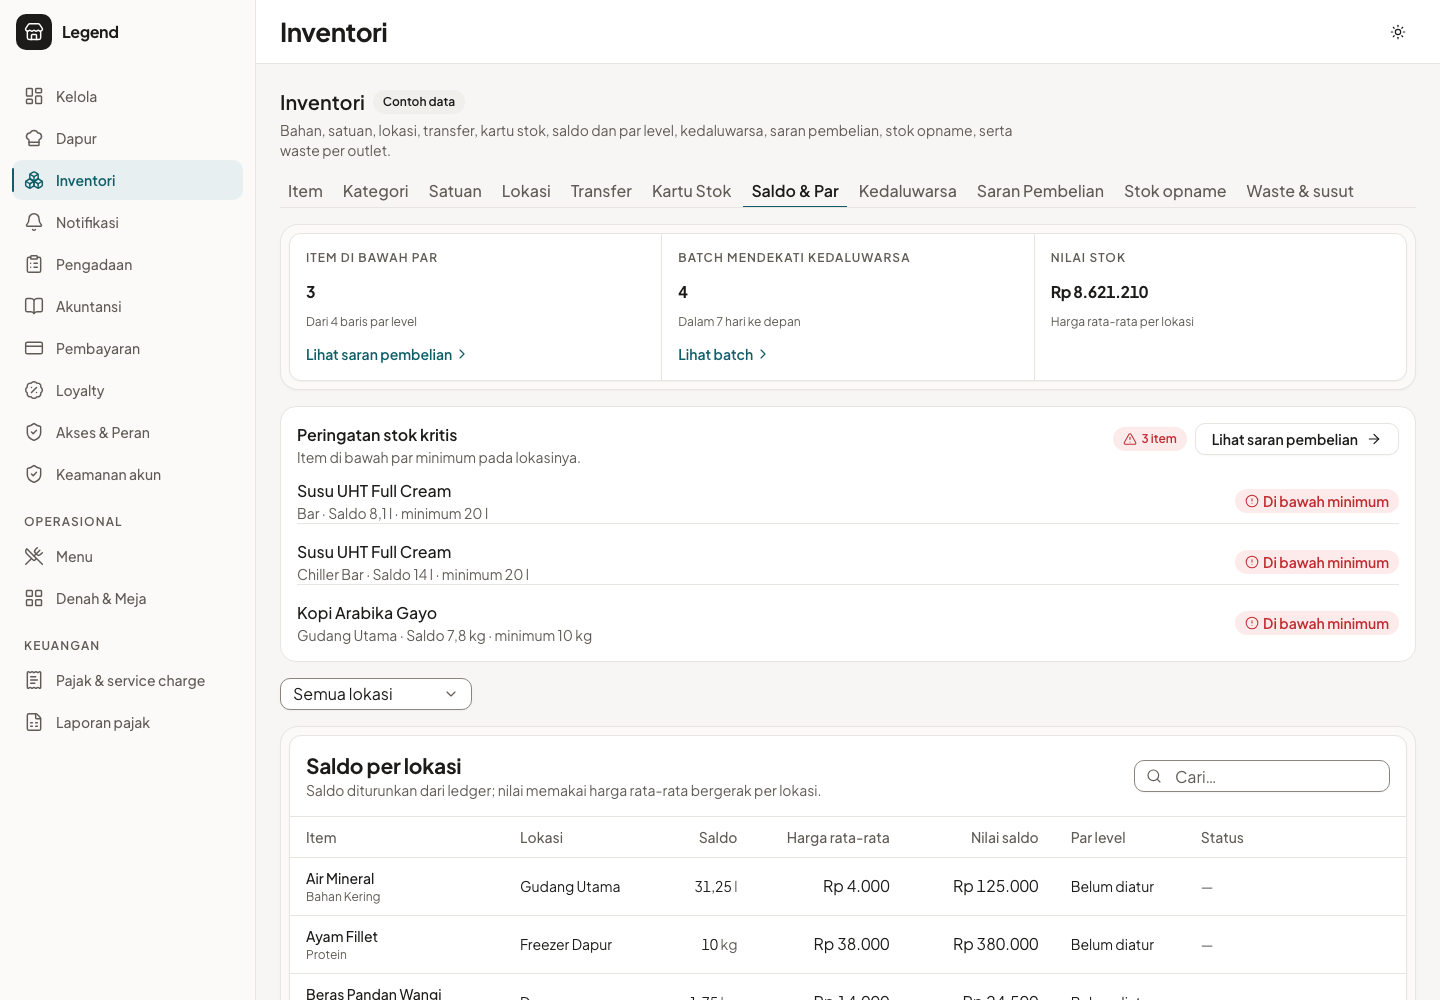 Legend
Kelola
Dapur
Inventori
Notifikasi
Pengadaan
Akuntansi
Pembayaran
Loyalty
Akses & Peran
Keamanan akun
OPERASIONAL
Menu
Denah & Meja
KEUANGAN
Pajak & service charge
Laporan pajak
Inventori
Inventori Contoh data
Bahan, satuan, lokasi, transfer, kartu stok, saldo dan par level, kedaluwarsa, saran pembelian, stok opname, serta
waste per outlet.
Item Kategori Satuan Lokasi Transfer Kartu Stok Saldo & Par Kedaluwarsa Saran Pembelian Stok opname Waste & susut
ITEM DI BAWAH PAR
3
Dari 4 baris par level
Lihat saran pembelian
BATCH MENDEKATI KEDALUWARSA
4
Dalam 7 hari ke depan
Lihat batch
NILAI STOK
Rp 8.621.210
Harga rata-rata per lokasi
Peringatan stok kritis
Item di bawah par minimum pada lokasinya.
3 item
Lihat saran pembelian
Susu UHT Full Cream
Bar · Saldo 8,1 l · minimum 20 l
Di bawah minimum
Susu UHT Full Cream
Chiller Bar · Saldo 14 l · minimum 20 l
Di bawah minimum
Kopi Arabika Gayo
Gudang Utama · Saldo 7,8 kg · minimum 10 kg
Di bawah minimum
Semua lokasi
Saldo per lokasi
Saldo diturunkan dari ledger; nilai memakai harga rata-rata bergerak per lokasi.
Cari…
Item Lokasi Saldo Harga rata-rata Nilai saldo Par level Status
Air Mineral
Bahan Kering
Gudang Utama 31,25 l Rp 4.000 Rp 125.000 Belum diatur —
Ayam Fillet
Protein
Freezer Dapur 10 kg Rp 38.000 Rp 380.000 Belum diatur —
Beras Pandan Wangi